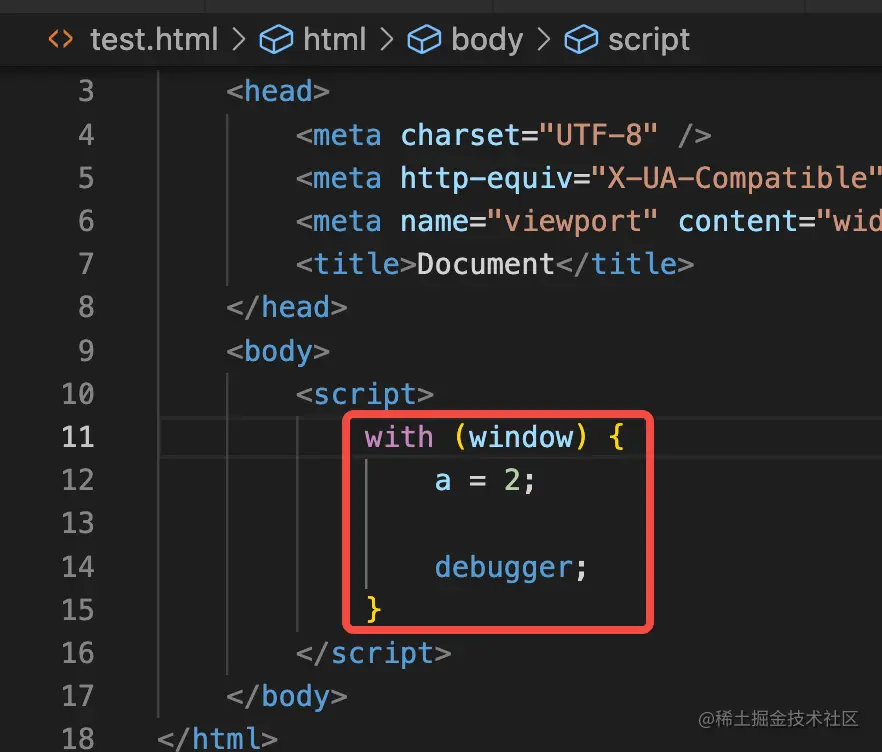 <> test.html > html > body > script
3 <head>
4 <meta charset="UTF-8" />
5 <meta http-equiv="X-UA-Compatible"
6 <meta name="viewport" content="wid
7 <title>Document</title>
8 </head>
9 <body>
10 <script>
11 with (window) {
12 a = 2;
13
14 debugger;
15 }
16 </script>
17 </body>
18 </html>
@稀土掘金技术社区